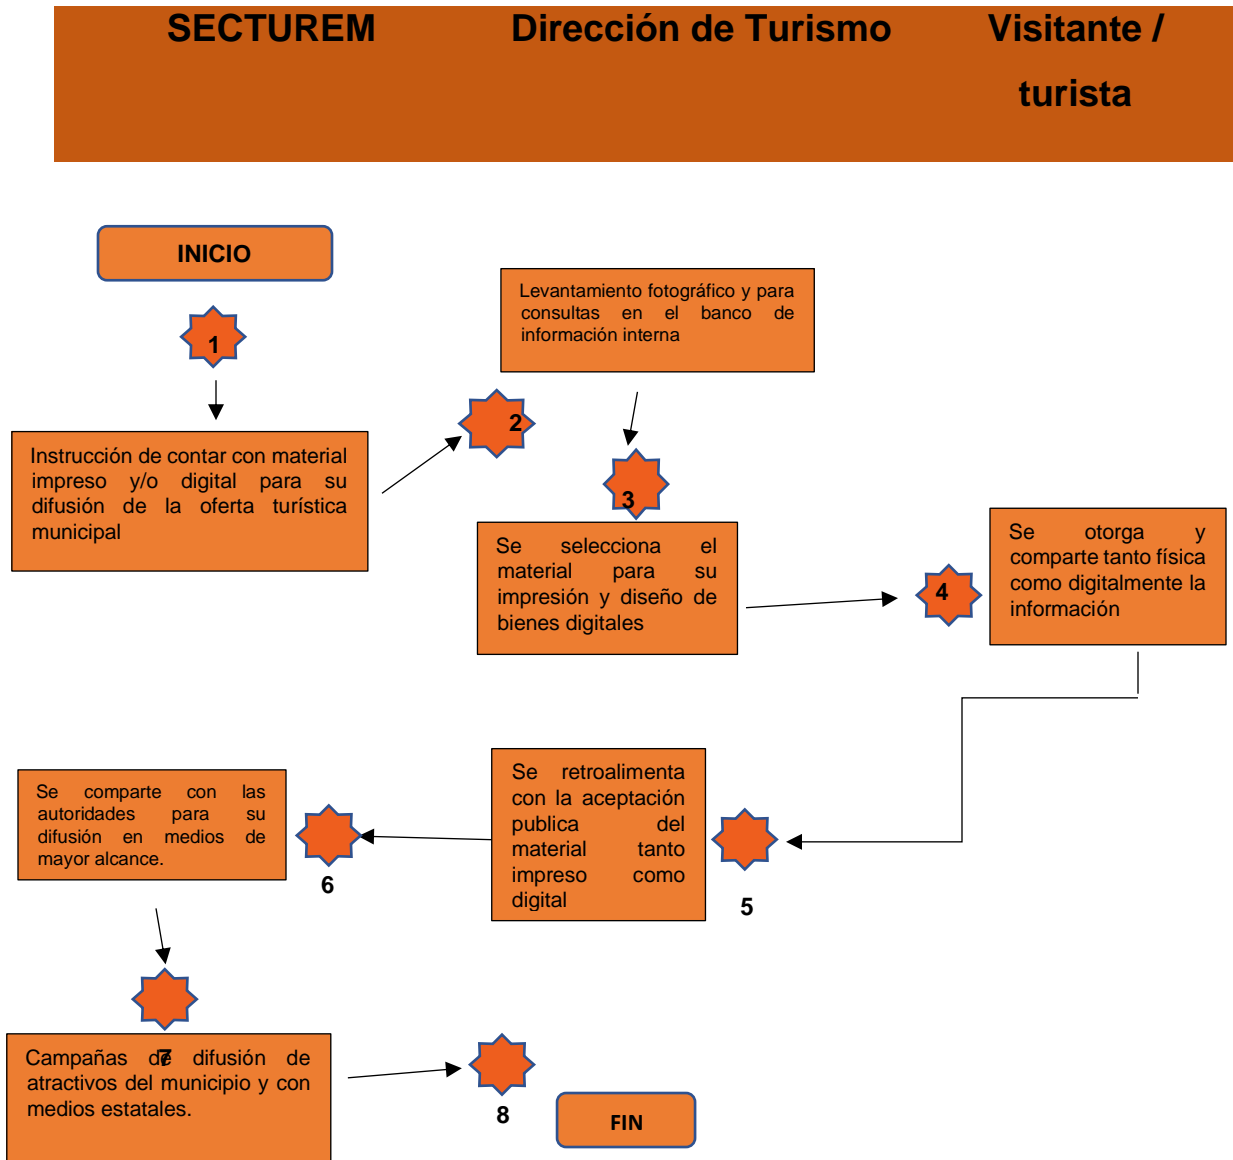 SECTUREM Dirección de Turismo Visitante /
turista
INICIO
1
Instrucción de contar con material
impreso y/o digital para su
difusión de la oferta turística
municipal
Levantamiento fotográfico y para
consultas en el banco de
información interna
2
3
Se selecciona el
material para su
impresión y diseño de
bienes digitales
4
Se otorga y
comparte tanto física
como digitalmente la
información
Se retroalimenta
con la aceptación
publica del
material tanto
impreso como
digital
5
Se comparte con las
autoridades para su
difusión en medios de
mayor alcance.
6
7
Campañas de difusión de
atractivos del municipio y con
medios estatales.
8
FIN